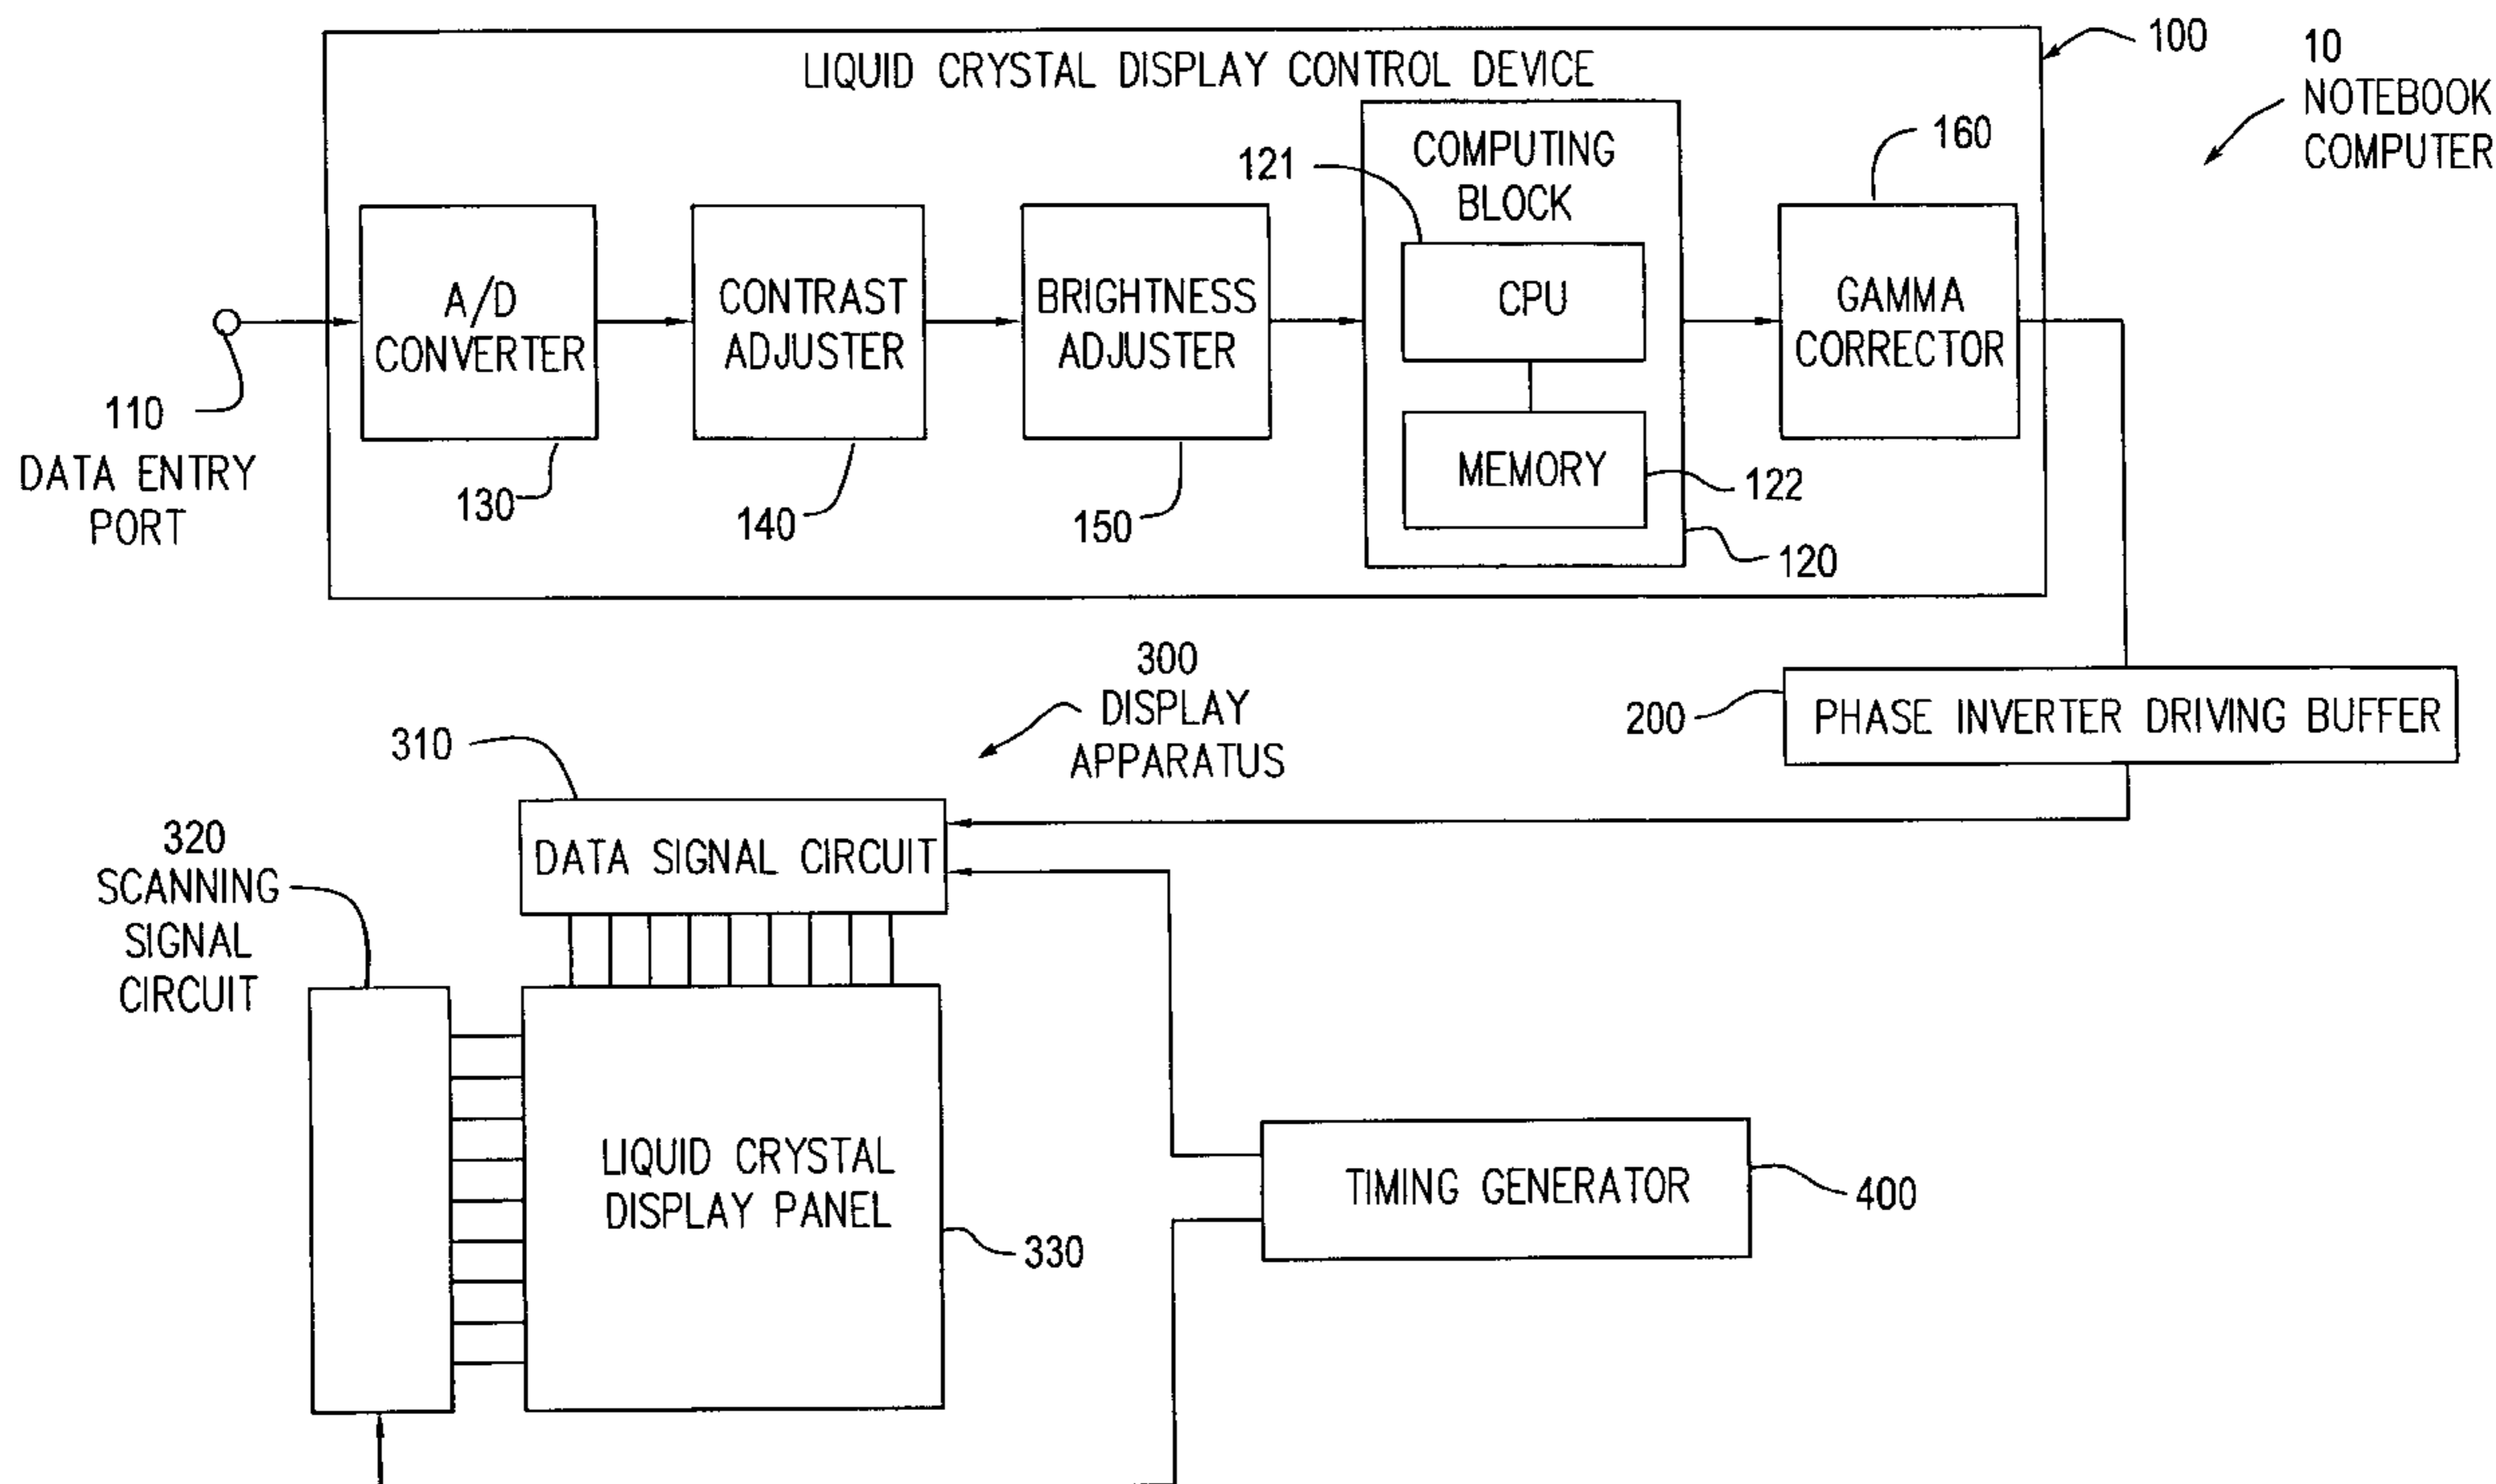 LIQUID CRYSTAL DISPLAY CONTROL DEVICE
100
10
NOTEBOOK
COMPUTER
121
COMPUTING
BLOCK
160
A/D
CONVERTER
CONTRAST
ADJUSTER
BRIGHTNESS
ADJUSTER
CPU
GAMMA
CORRECTOR
110
DATA ENTRY
PORT
130
140
150
MEMORY
122
120
300
DISPLAY
APPARATUS
200
PHASE INVERTER DRIVING BUFFER
310
320
SCANNING
SIGNAL
CIRCUIT
DATA SIGNAL CIRCUIT
LIQUID CRYSTAL
DISPLAY PANEL
330
TIMING GENERATOR
400